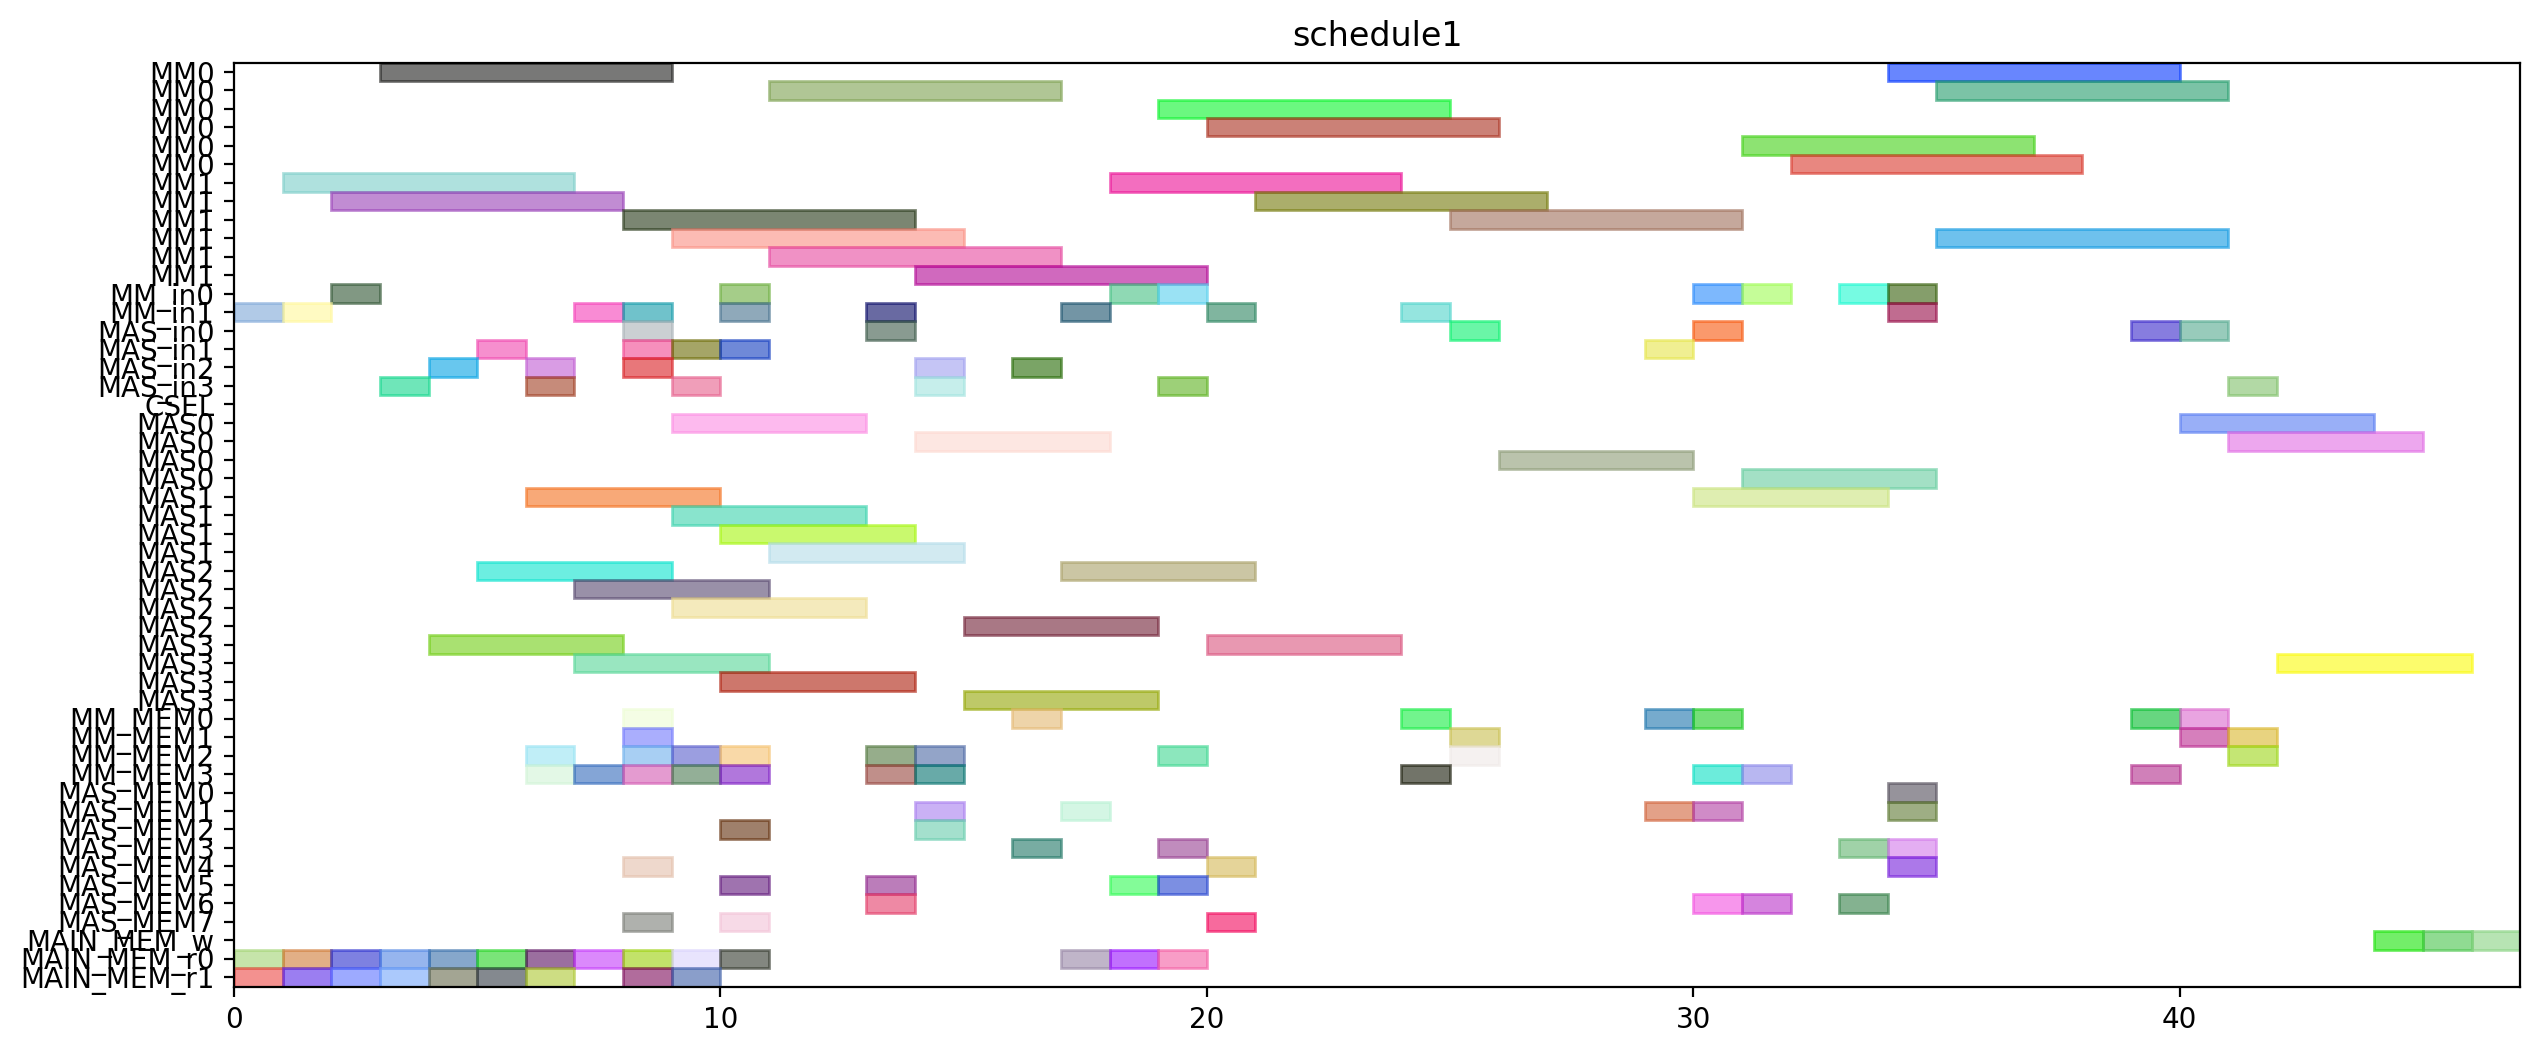 schedule1
MM0
MM0
MM0
MM0
MM0
MM0
MM1
MM1
MM1
MM1
MM1
MM1
MM_in0
MM_in1
MAS_in0
MAS_in1
MAS_in2
MAS_in3
CSEL
MAS0
MAS0
MAS0
MAS0
MAS1
MAS1
MAS1
MAS1
MAS2
MAS2
MAS2
MAS2
MAS3
MAS3
MAS3
MAS3
MM_MEM0
MM_MEM1
MM_MEM2
MM_MEM3
MAS_MEM0
MAS_MEM1
MAS_MEM2
MAS_MEM3
MAS_MEM4
MAS_MEM5
MAS_MEM6
MAS_MEM7
MAIN_MEM_w
MAIN_MEM_r0
MAIN_MEM_r1
0 10 20 30 40